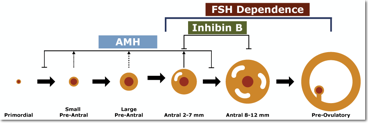 FSH Dependence
Inhibin B
AMH
Primordial
Small
Pre-Antral
Large
Pre-Antral
Antral 2-7 mm
Antral 8-12 mm
Pre-Ovulatory